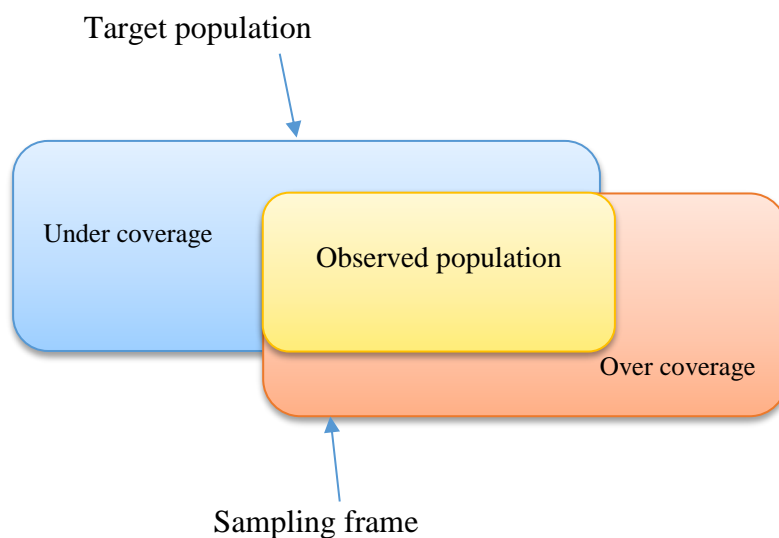 Target population
Under coverage
Observed population
Over coverage
Sampling frame